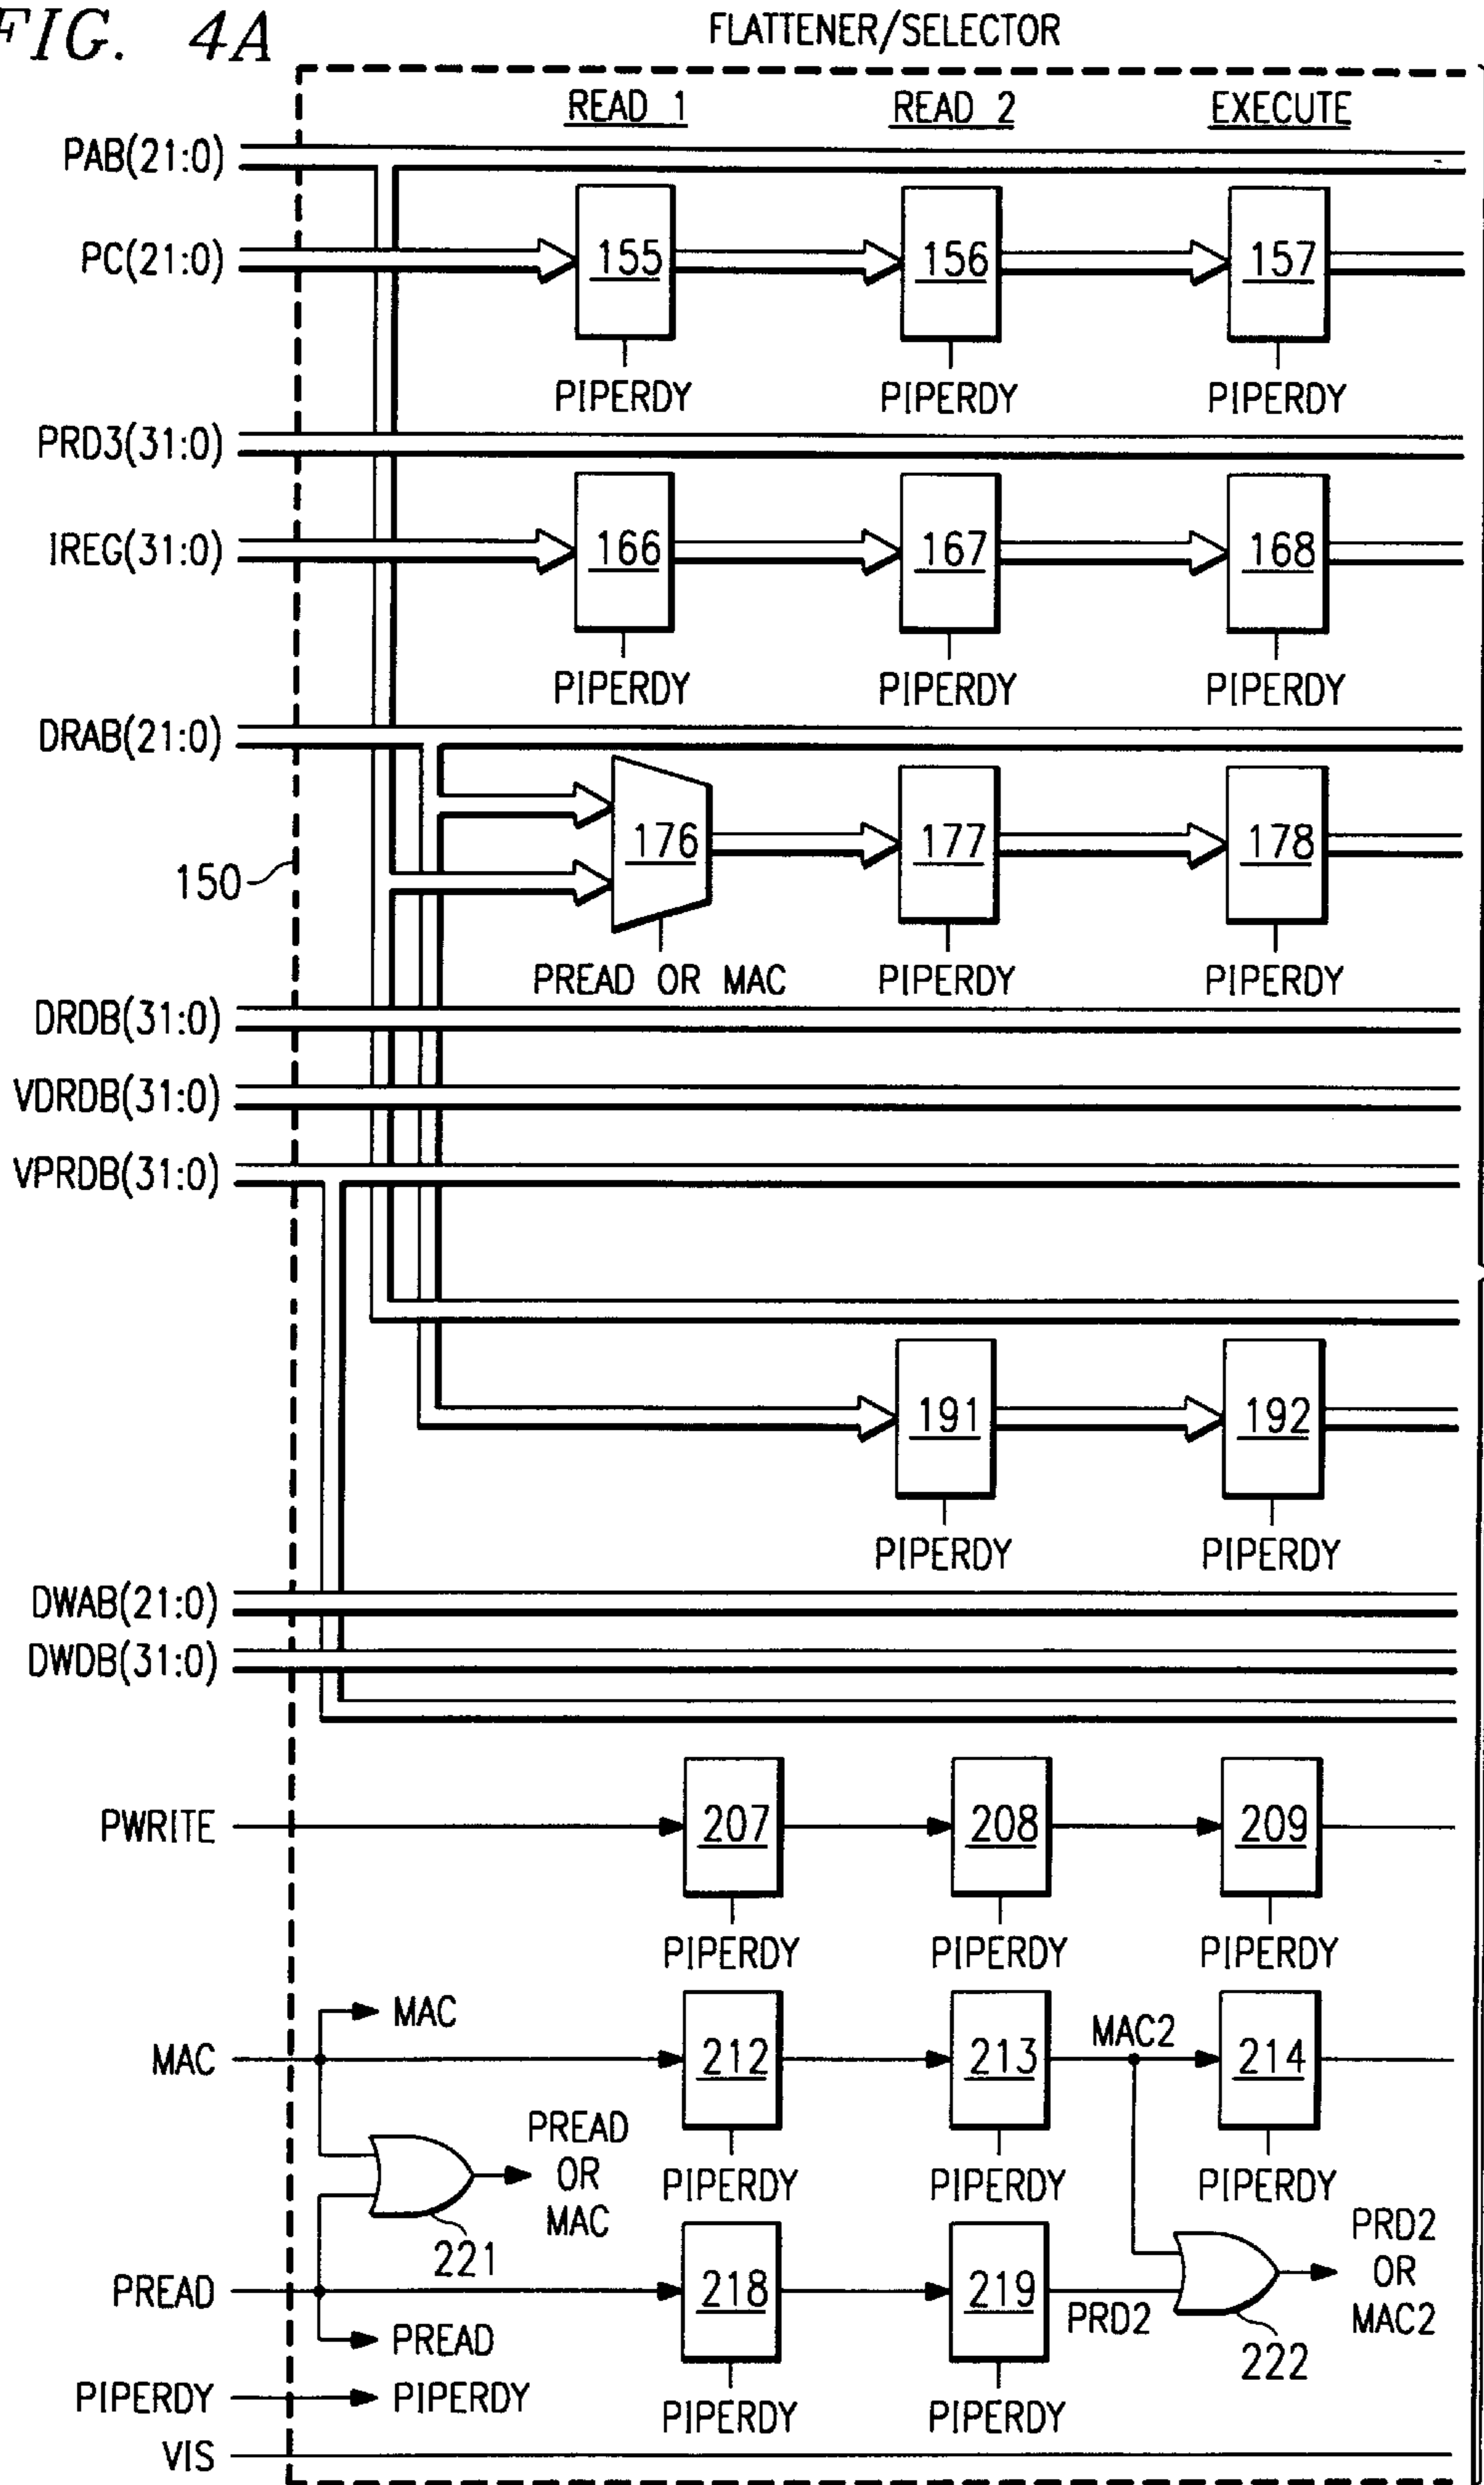 FIG. 4A
FLATTENER/SELECTOR
READ 1 READ 2 EXECUTE
PAB(21:0)
PC(21:0) 155 156 157
PIPERDY PIPERDY PIPERDY
PRD3(31:0)
IREG(31:0) 166 167 168
PIPERDY PIPERDY PIPERDY
DRAB(21:0)
176 177 178
150
PREAD OR MAC PIPERDY PIPERDY
DRDB(31:0)
VDRDB(31:0)
VPRDB(31:0)
191 192
PIPERDY PIPERDY
DWAB(21:0)
DWDB(31:0)
PWRITE 207 208 209
PIPERDY PIPERDY PIPERDY
MAC
MAC 212 213 MAC2 214
PREAD
OR
MAC
PIPERDY PIPERDY PIPERDY
221
PREAD 218 219 PRD2
PRD2
OR
MAC2
222
PREAD
PIPERDY PIPERDY
PIPERDY PIPERDY
VIS